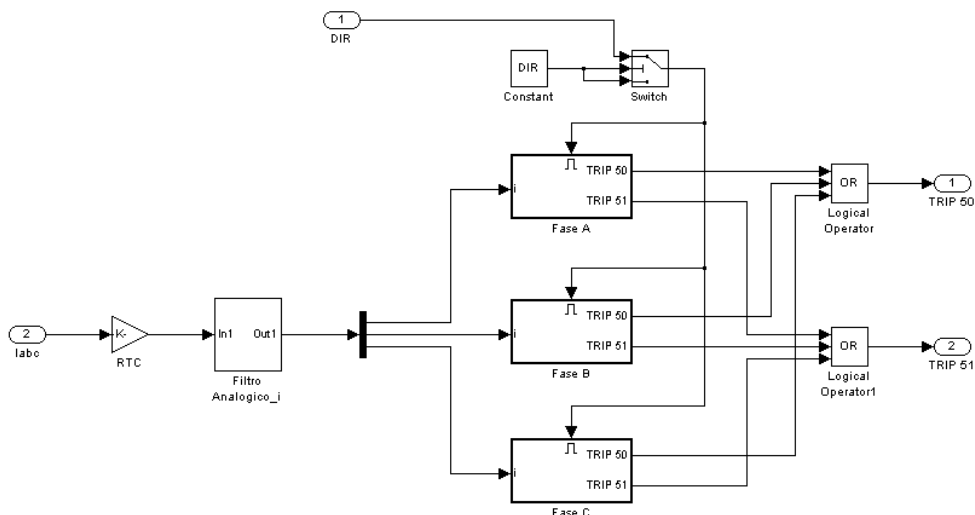 1
DIR
DIR
Constant
Switch
TRIP 50
i
TRIP 51
Fase A
OR
Logical
Operator
1
TRIP 50
2
Iabc
K-
RTC
In1
Out1
Filtro
Analogico_i
TRIP 50
i
TRIP 51
Fase B
OR
Logical
Operator1
2
TRIP 51
TRIP 50
i
TRIP 51
Fase C